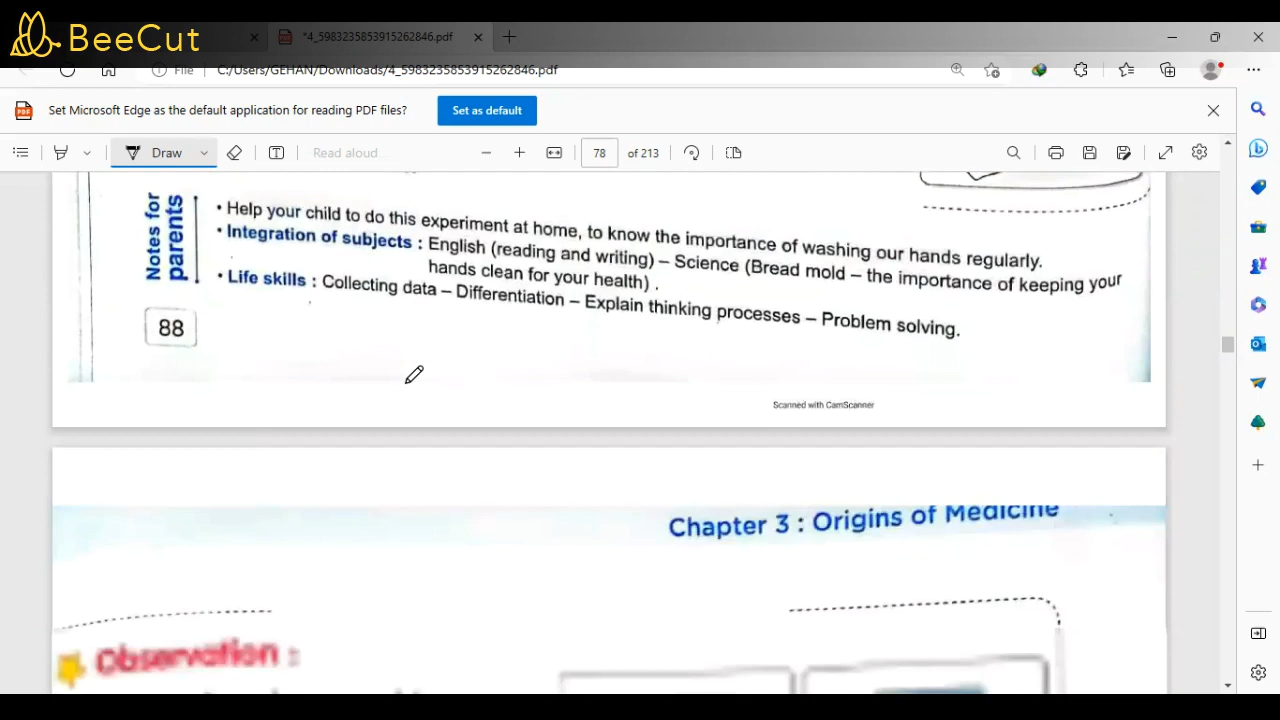 BeeCut
*4_5983235853915262846.pdf
File
C:/Users/GEHAN/Downloads/4_5983235853915262846.pdf
Set Microsoft Edge as the default application for reading PDF files?
Set as default
Draw
Read aloud
78 of 213
Notes for
parents
• Help your child to do this experiment at home, to know the importance of washing our hands regularly.
• Integration of subjects : English (reading and writing) – Science (Bread mold – the importance of keeping your
hands clean for your health) .
• Life skills : Collecting data – Differentiation – Explain thinking processes – Problem solving.
88
Scanned with CamScanner
Chapter 3 : Origins of Medicine
Observation :